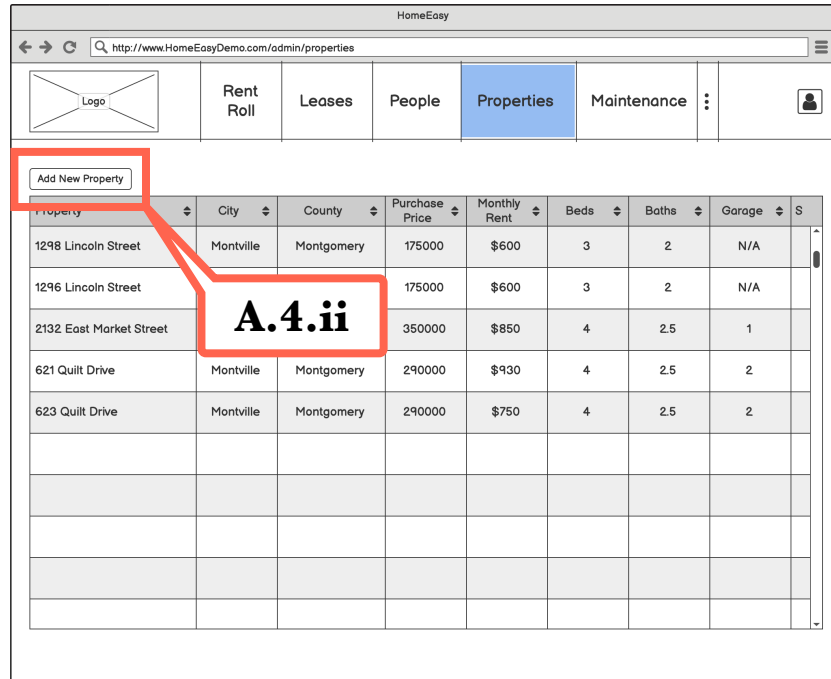 HomeEasy
http://www.HomeEasyDemo.com/admin/properties
Logo
Rent
Roll
Leases
People
Properties
Maintenance
Add New Property
Property City County Purchase Price Monthly Rent Beds Baths Garage S
1298 Lincoln Street Montville Montgomery 175000 $600 3 2 N/A
1296 Lincoln Street 175000 $600 3 2 N/A
A.4.ii
2132 East Market Street 350000 $850 4 2.5 1
621 Quilt Drive Montville Montgomery 290000 $930 4 2.5 2
623 Quilt Drive Montville Montgomery 290000 $750 4 2.5 2